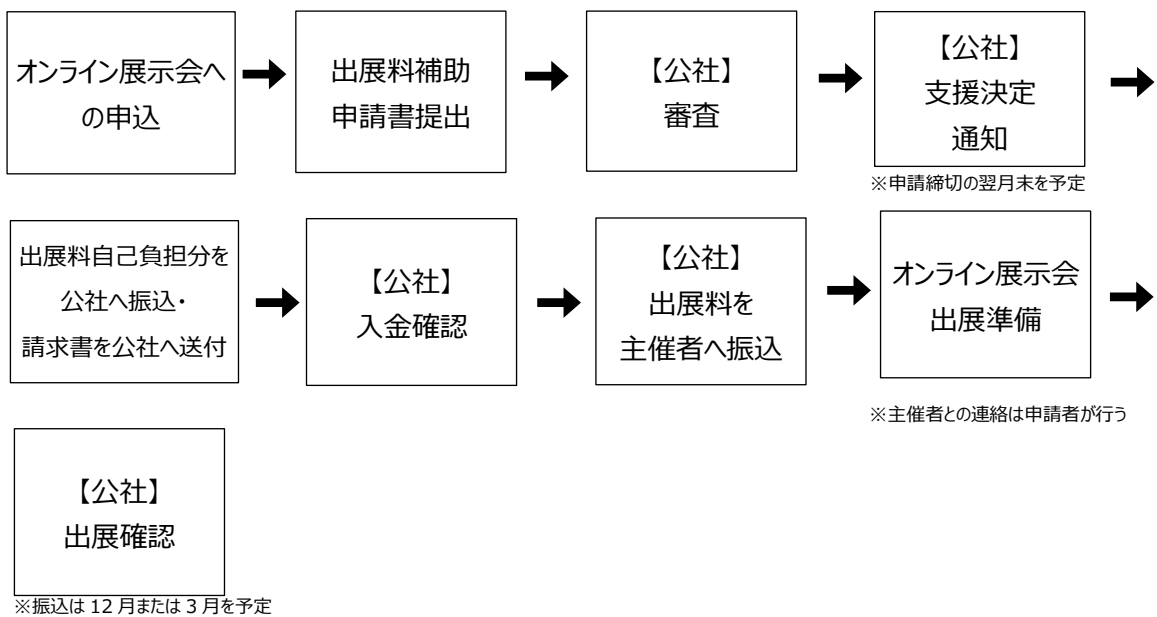 オンライン展示会へ
の申込
出展料補助
申請書提出
【公社】
審査
【公社】
支援決定
通知
※申請締切の翌月末を予定
出展料自己負担分を
公社へ振込・
請求書を公社へ送付
【公社】
入金確認
【公社】
出展料を
主催者へ振込
オンライン展示会
出展準備
※主催者との連絡は申請者が行う
【公社】
出展確認
※振込は 12 月または 3 月を予定